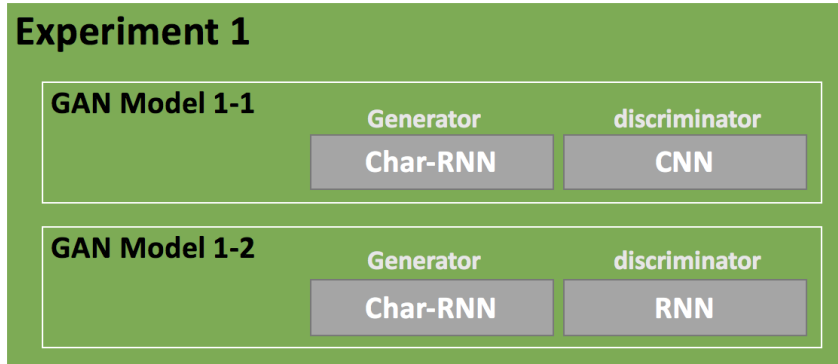 Experiment 1
GAN Model 1-1
Generator discriminator
Char-RNN CNN
GAN Model 1-2
Generator discriminator
Char-RNN RNN